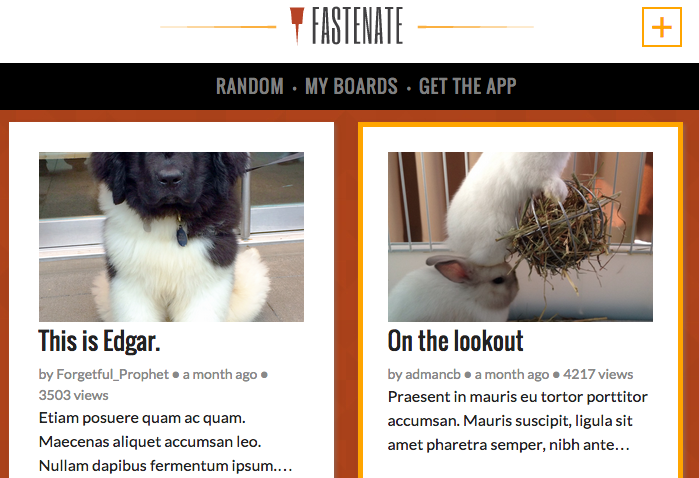 FASTENATE
RANDOM • MY BOARDS • GET THE APP
This is Edgar.
by Forgetful_Prophet ● a month ago ●
3503 views
Etiam posuere quam ac quam.
Maecenas aliquet accumsan leo.
Nullam dapibus fermentum ipsum.…
On the lookout
by admancb ● a month ago ● 4217 views
Praesent in mauris eu tortor porttitor
accumsan. Mauris suscipit, ligula sit
amet pharetra semper, nibh ante…